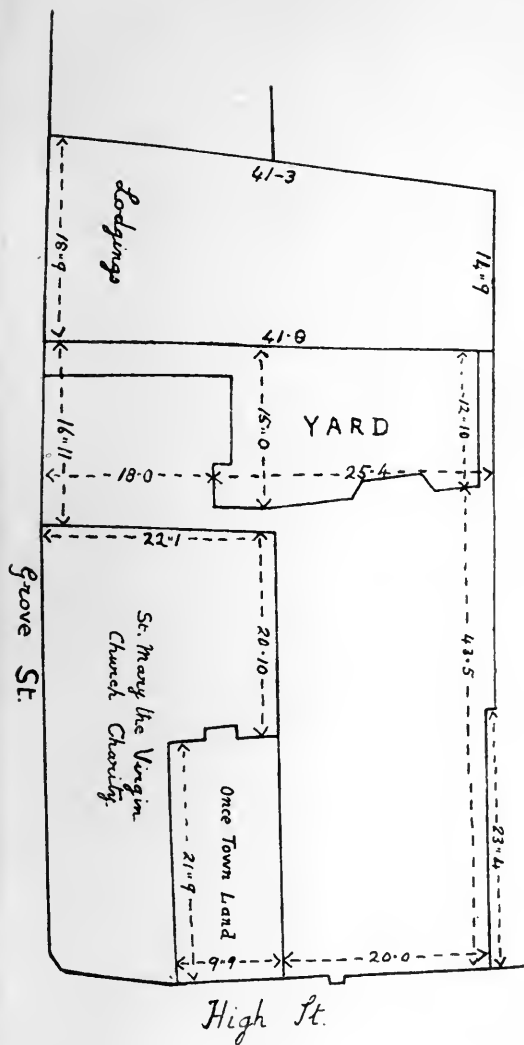 41-3
Lodgings
18"9
14"9
41-8
16"11
15"0
YARD
12-10
18-0
25-4
22-1
Grove St.
20-10
43-5
St. Mary the Virgin
Church Charity.
Once Town Land
21"9
23"4
9"9
20-0
High St.